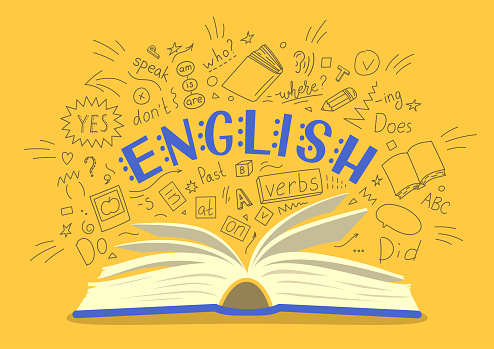 who?
speak
am
is
are
where?
don't
YES
-ing
Does
ENGLISH
Past
B
verbs
A
at
on
ABC
Do
Did